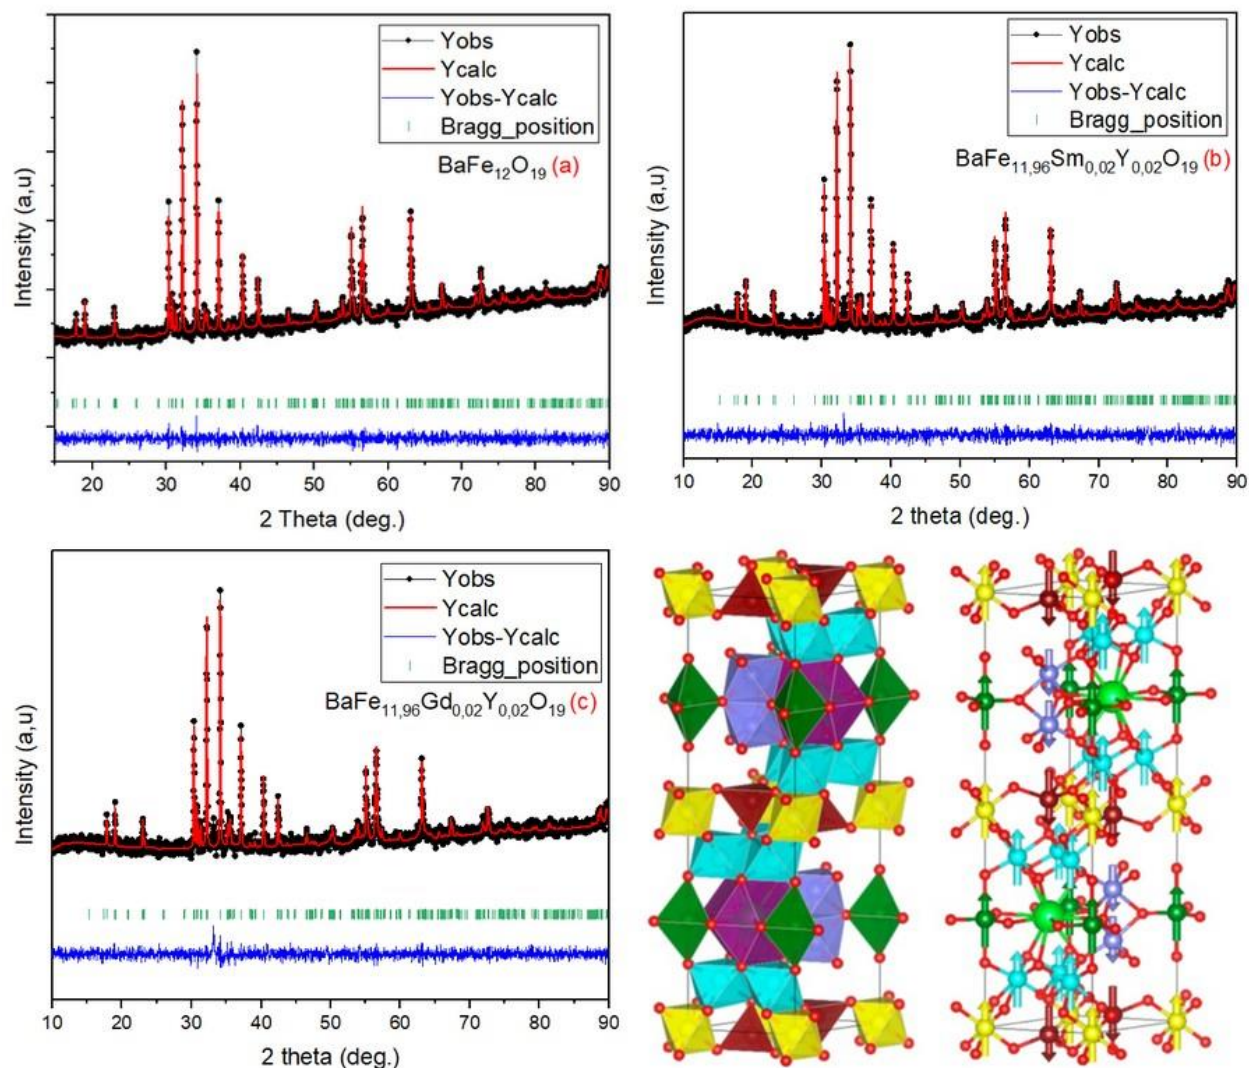 Yobs
Ycalc
Yobs-Ycalc
Bragg_position
BaFe12O19 (a)
Intensity (a,u)
20 30 40 50 60 70 80 90
2 Theta (deg.)
Yobs
Ycalc
Yobs-Ycalc
Bragg_position
BaFe11,96Sm0,02Y0,02O19 (b)
Intensity (a,u)
10 20 30 40 50 60 70 80 90
2 theta (deg.)
Yobs
Ycalc
Yobs-Ycalc
Bragg_position
BaFe11,96Gd0,02Y0,02O19 (c)
Intensity (a,u)
10 20 30 40 50 60 70 80 90
2 theta (deg.)